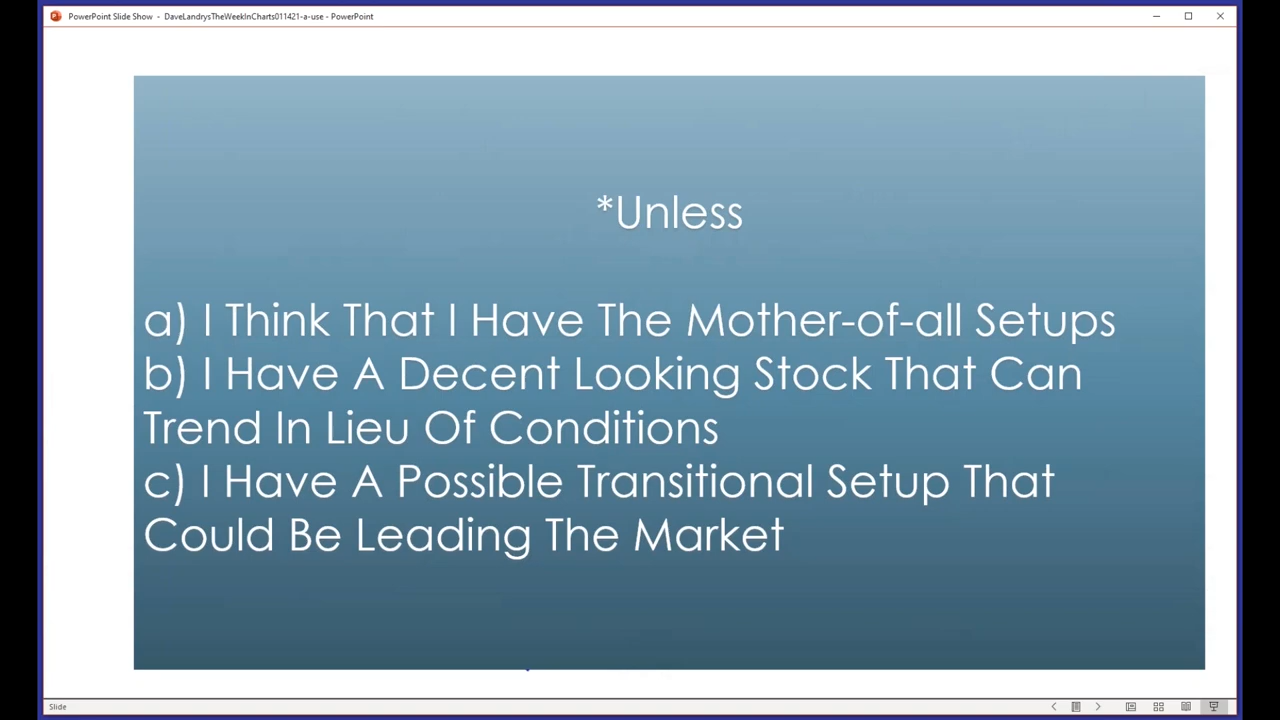 PowerPoint Slide Show - DaveLandrysTheWeekInCharts011421-a-use - PowerPoint
*Unless
a) I Think That I Have The Mother-of-all Setups
b) I Have A Decent Looking Stock That Can
Trend In Lieu Of Conditions
c) I Have A Possible Transitional Setup That
Could Be Leading The Market
Slide